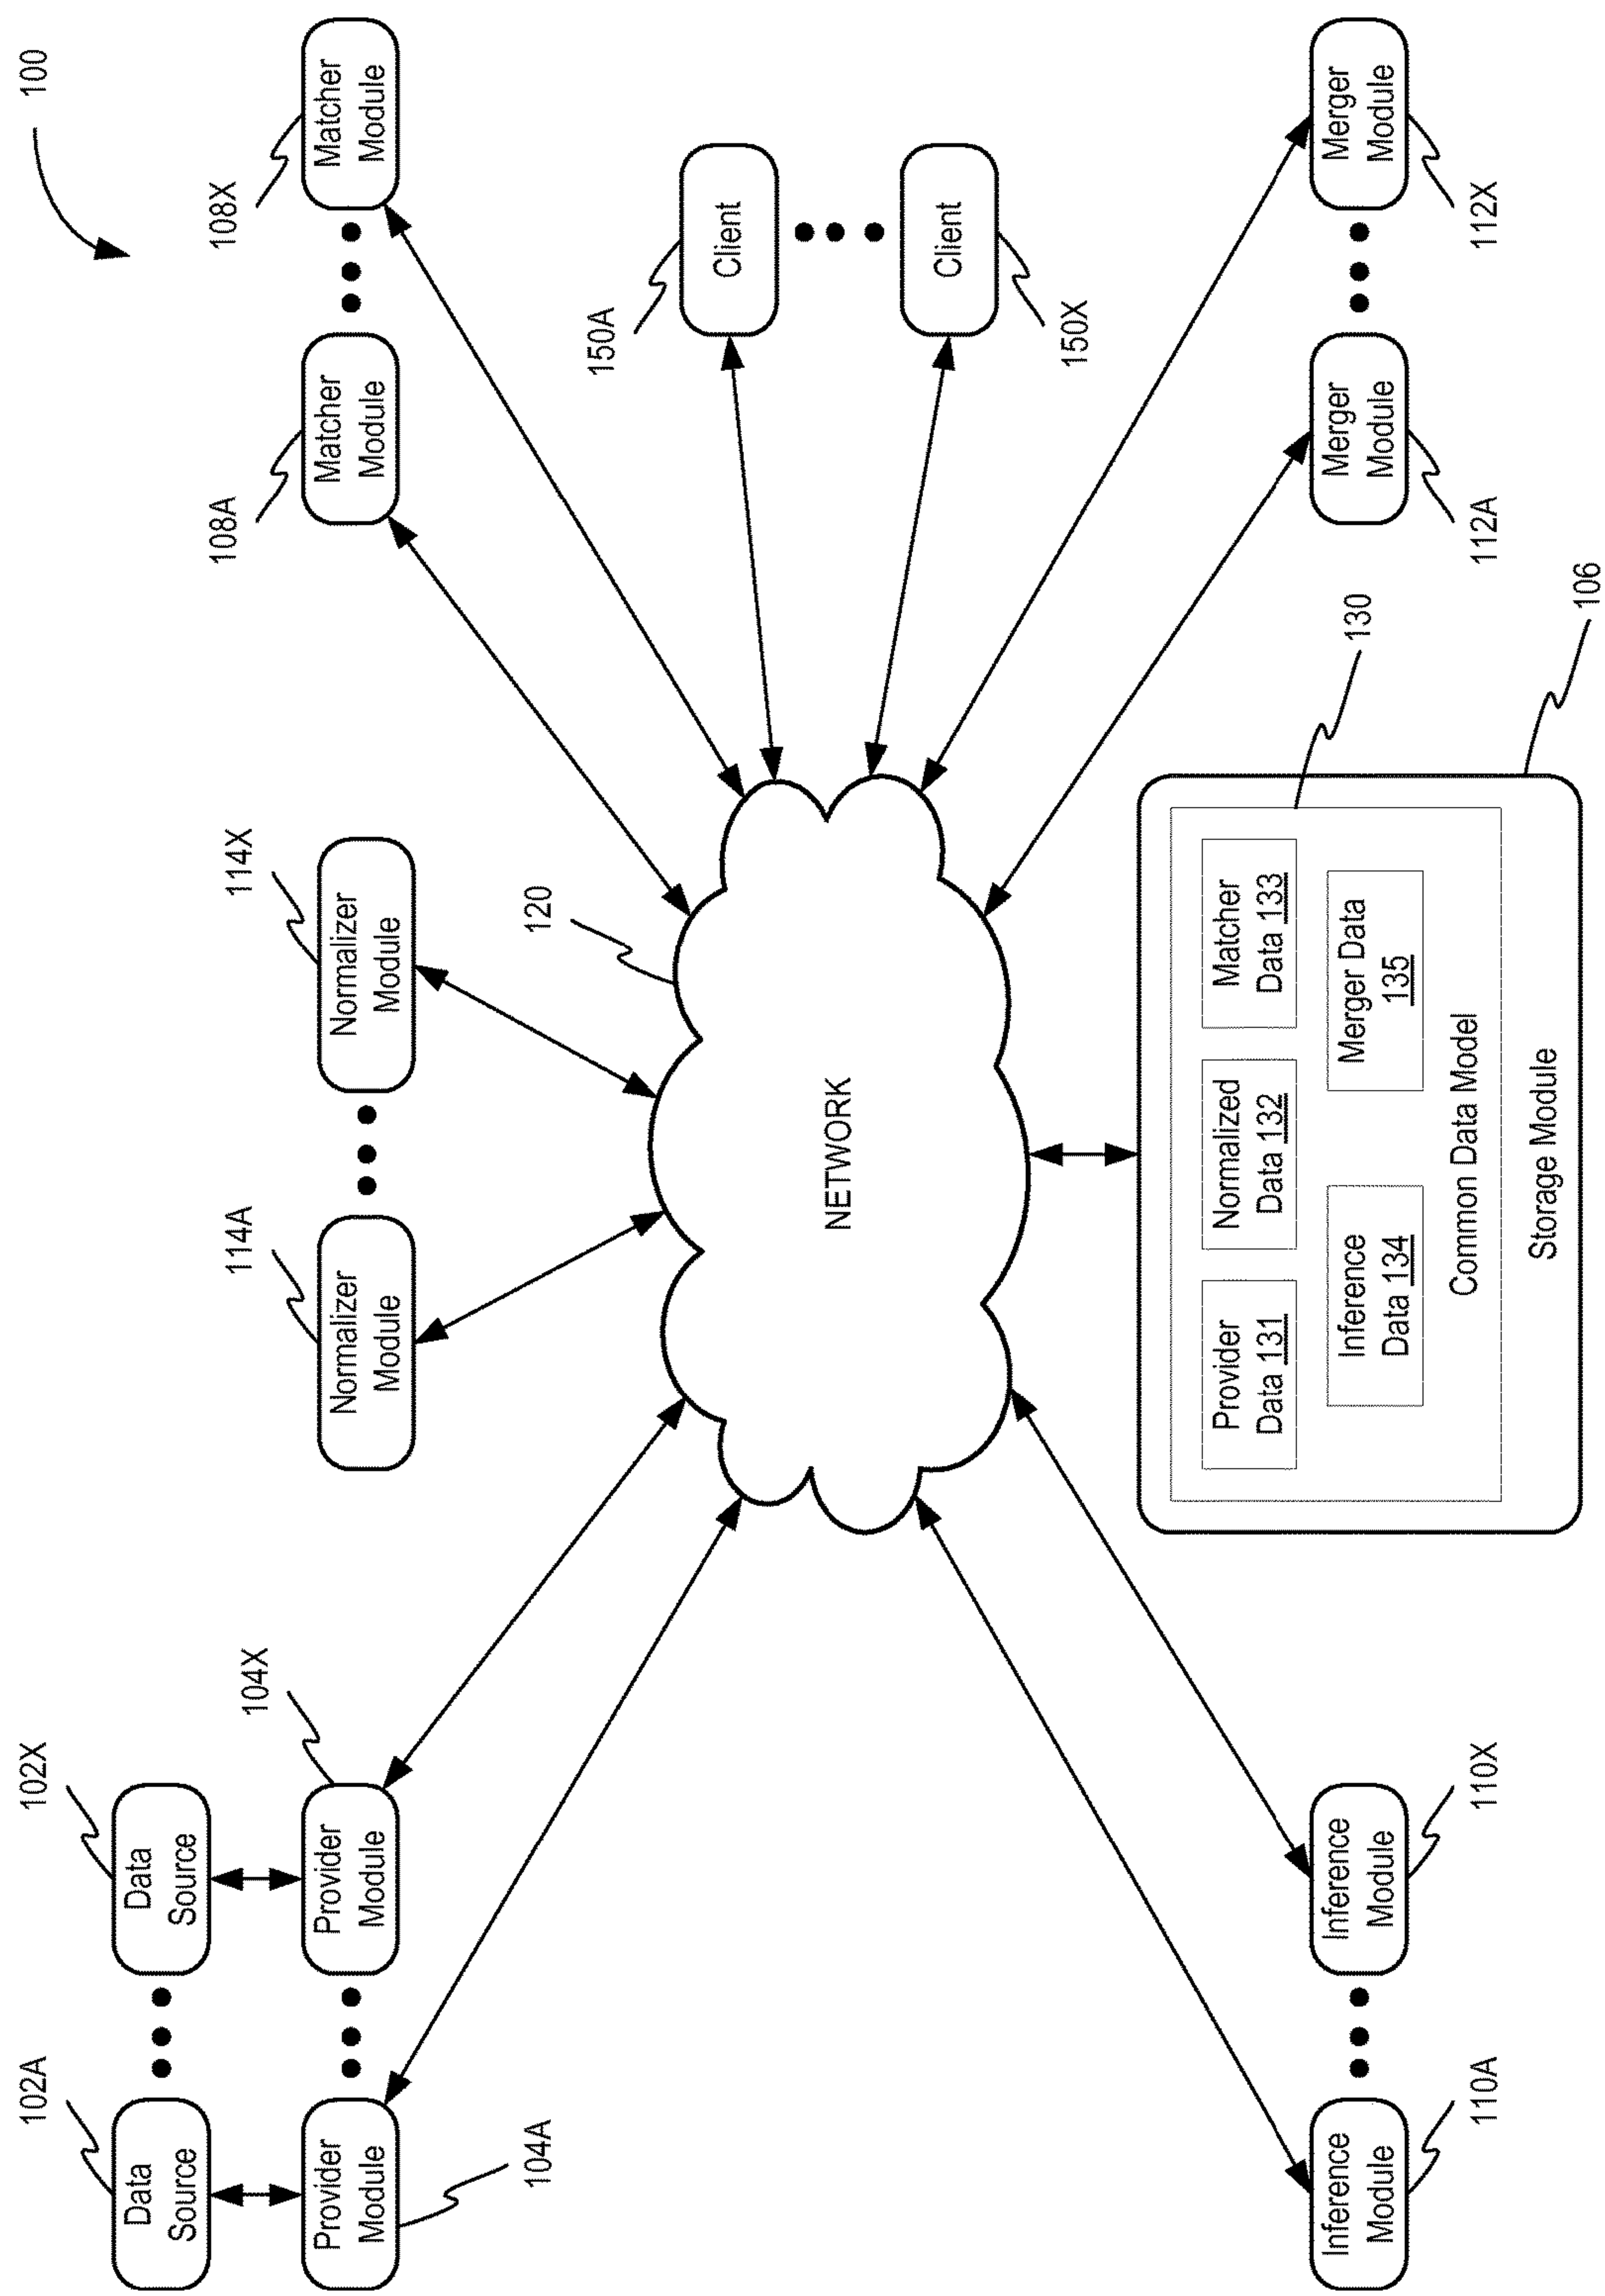 100
102A
102X
Data
Source
Data
Source
104X
Provider
Module
Provider
Module
104A
114A
114X
Normalizer
Module
Normalizer
Module
108A
108X
Matcher
Module
Matcher
Module
120
NETWORK
150A
Client
Client
150X
110A
110X
Inference
Module
Inference
Module
Provider
Data 131
Normalized
Data 132
Matcher
Data 133
Inference
Data 134
Merger Data
135
Common Data Model
Storage Module
130
106
Merger
Module
Merger
Module
112A
112X